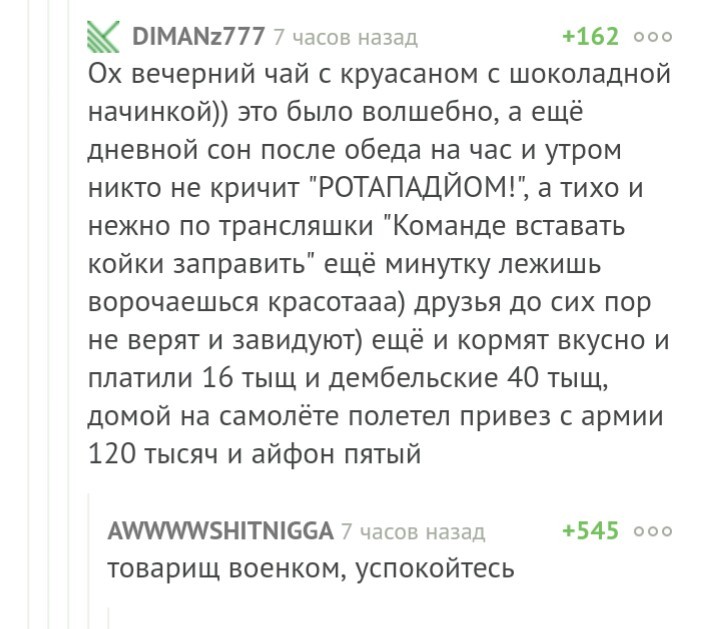 DIMANz777 7 часов назад +162
Ох вечерний чай с круасаном с шоколадной
начинкой)) это было волшебно, а ещё
дневной сон после обеда на час и утром
никто не кричит "РОТАПАДЙОМ!", а тихо и
нежно по трансляшки "Команде вставать
койки заправить" ещё минутку лежишь
ворочаешься красотааа) друзья до сих пор
не верят и завидуют) ещё и кормят вкусно и
платили 16 тыщ и дембельские 40 тыщ,
домой на самолёте полетел привез с армии
120 тысяч и айфон пятый
AWWWWSHITNIGGA 7 часов назад +545
товарищ военком, успокойтесь